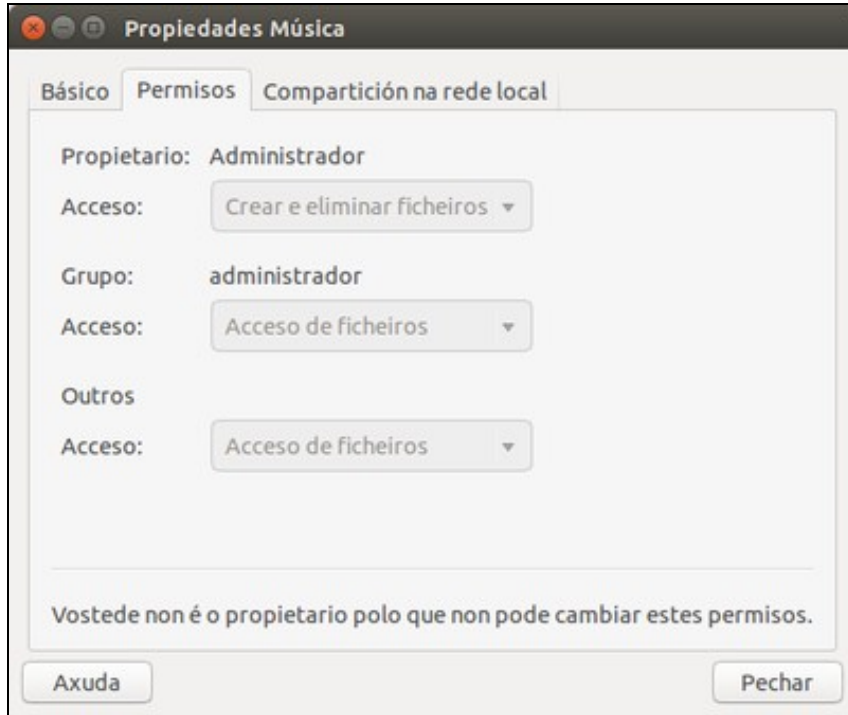 Propiedades Música
Básico Permisos Compartición na rede local
Propietario: Administrador
Acceso: Crear e eliminar ficheiros
Grupo: administrador
Acceso: Acceso de ficheiros
Outros
Acceso: Acceso de ficheiros
Vostede non é o propietario polo que non pode cambiar estes permisos.
Axuda Pechar